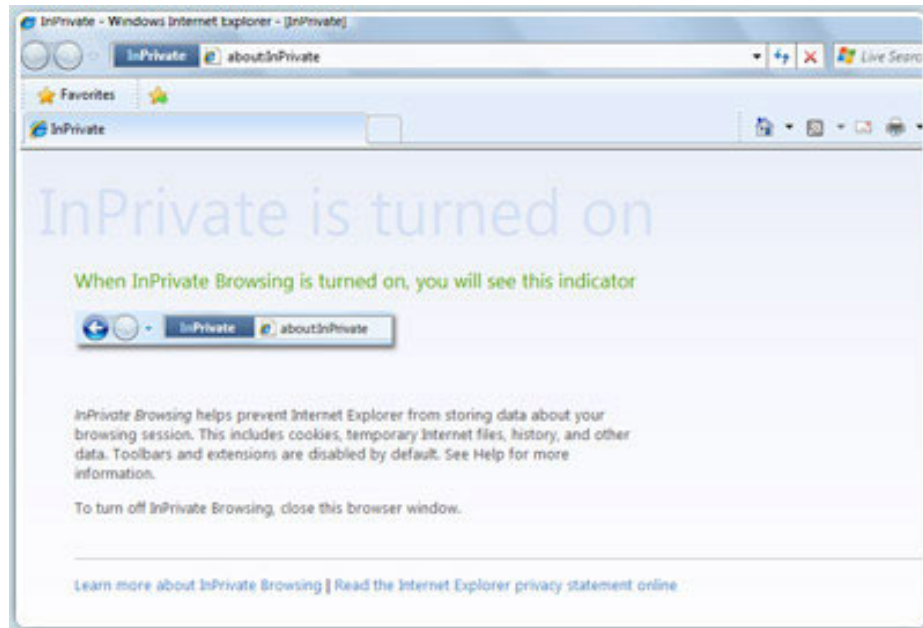 InPrivate - Windows Internet Explorer - [InPrivate]
InPrivate about:InPrivate Live Searc
Favorites
InPrivate
InPrivate is turned on
When InPrivate Browsing is turned on, you will see this indicator
InPrivate about:InPrivate
InPrivate Browsing helps prevent Internet Explorer from storing data about your
browsing session. This includes cookies, temporary Internet files, history, and other
data. Toolbars and extensions are disabled by default. See Help for more
information.
To turn off InPrivate Browsing, close this browser window.
Learn more about InPrivate Browsing | Read the Internet Explorer privacy statement online